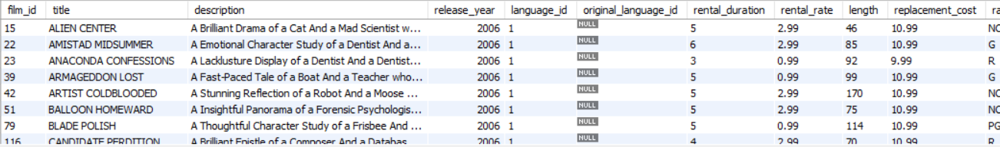 film_id title description release_year language_id original_language_id rental_duration rental_rate length replacement_cost ra
15 ALIEN CENTER A Brilliant Drama of a Cat And a Mad Scientist w... 2006 1 NULL 5 2.99 46 10.99 NC
22 AMISTAD MIDSUMMER A Emotional Character Study of a Dentist And a... 2006 1 NULL 6 2.99 85 10.99 G
23 ANACONDA CONFESSIONS A Lacklusture Display of a Dentist And a Dentist... 2006 1 NULL 3 0.99 92 9.99 R
39 ARMAGEDDON LOST A Fast-Paced Tale of a Boat And a Teacher who... 2006 1 NULL 5 0.99 99 10.99 G
42 ARTIST COLDBLOODED A Stunning Reflection of a Robot And a Moose ... 2006 1 NULL 5 2.99 170 10.99 NC
51 BALLOON HOMEWARD A Insightful Panorama of a Forensic Psychologis... 2006 1 NULL 5 2.99 75 10.99 NC
79 BLADE POLISH A Thoughtful Character Study of a Frisbee And ... 2006 1 NULL 5 0.99 114 10.99 PG
116 CANDIDATE PERDITION A Brilliant Epistle of a Composer And a Databas... 2006 1 NULL 4 2.99 70 10.99 R